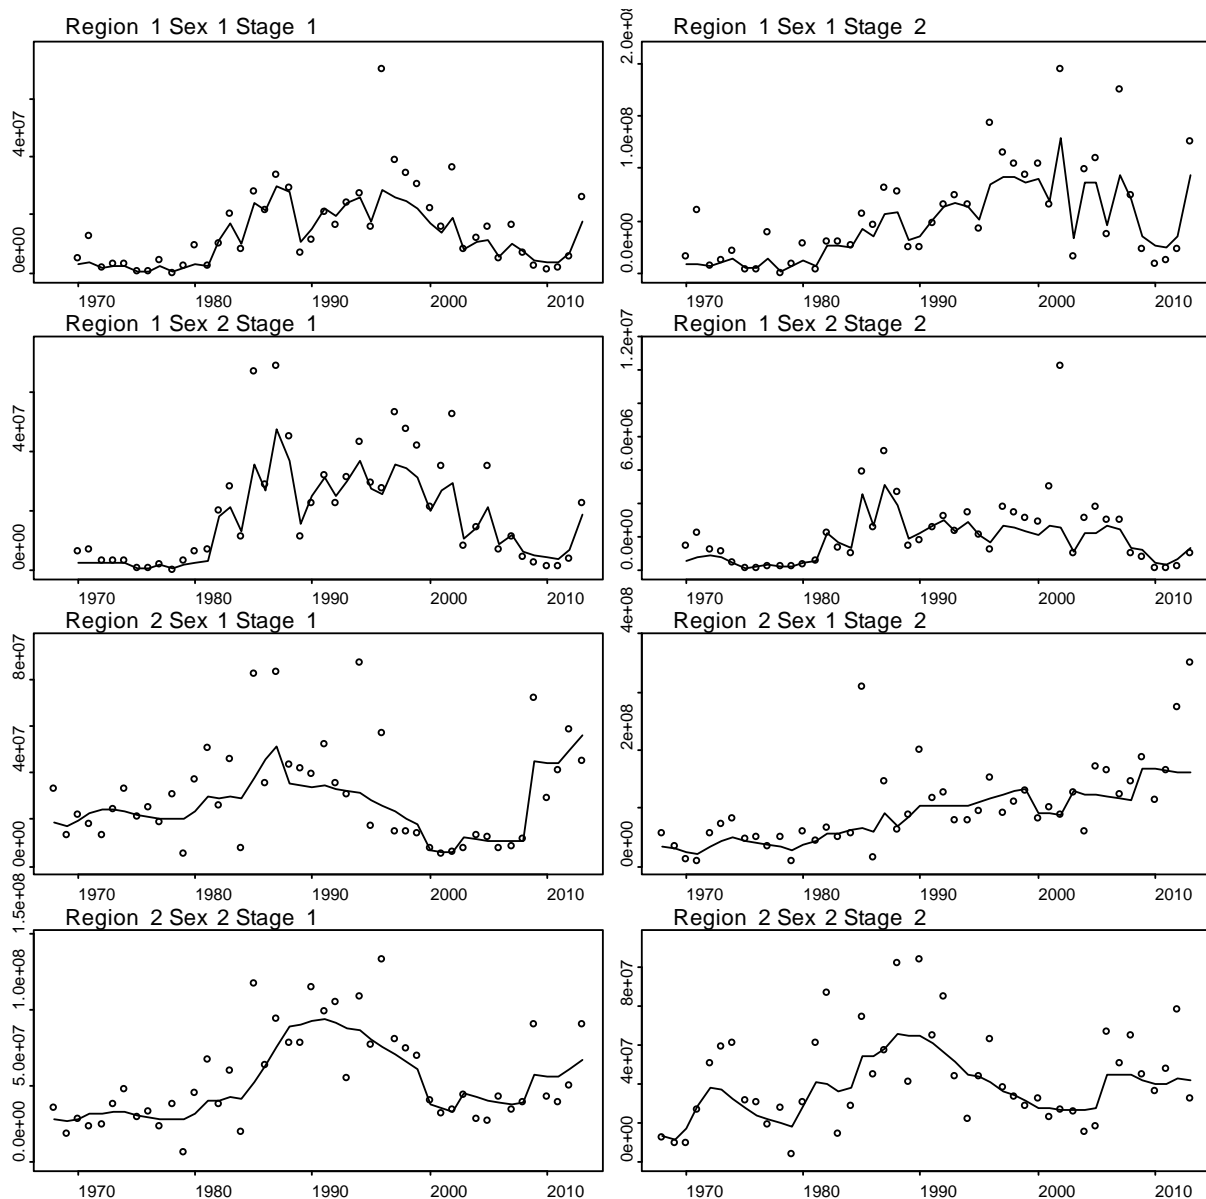 Region 1 Sex 1 Stage 1
0e+00 4e+07
1970 1980 1990 2000 2010
Region 1 Sex 1 Stage 2
0.0e+00 1.0e+08 2.0e+08
1970 1980 1990 2000 2010
Region 1 Sex 2 Stage 1
0e+00 4e+07
1970 1980 1990 2000 2010
Region 1 Sex 2 Stage 2
0.0e+00 6.0e+06 1.2e+07
1970 1980 1990 2000 2010
Region 2 Sex 1 Stage 1
0e+00 4e+07 8e+07
1970 1980 1990 2000 2010
Region 2 Sex 1 Stage 2
0e+00 2e+08 4e+08
1970 1980 1990 2000 2010
Region 2 Sex 2 Stage 1
0.0e+00 5.0e+07 1.0e+08 1.5e+08
1970 1980 1990 2000 2010
Region 2 Sex 2 Stage 2
0e+00 4e+07 8e+07
1970 1980 1990 2000 2010